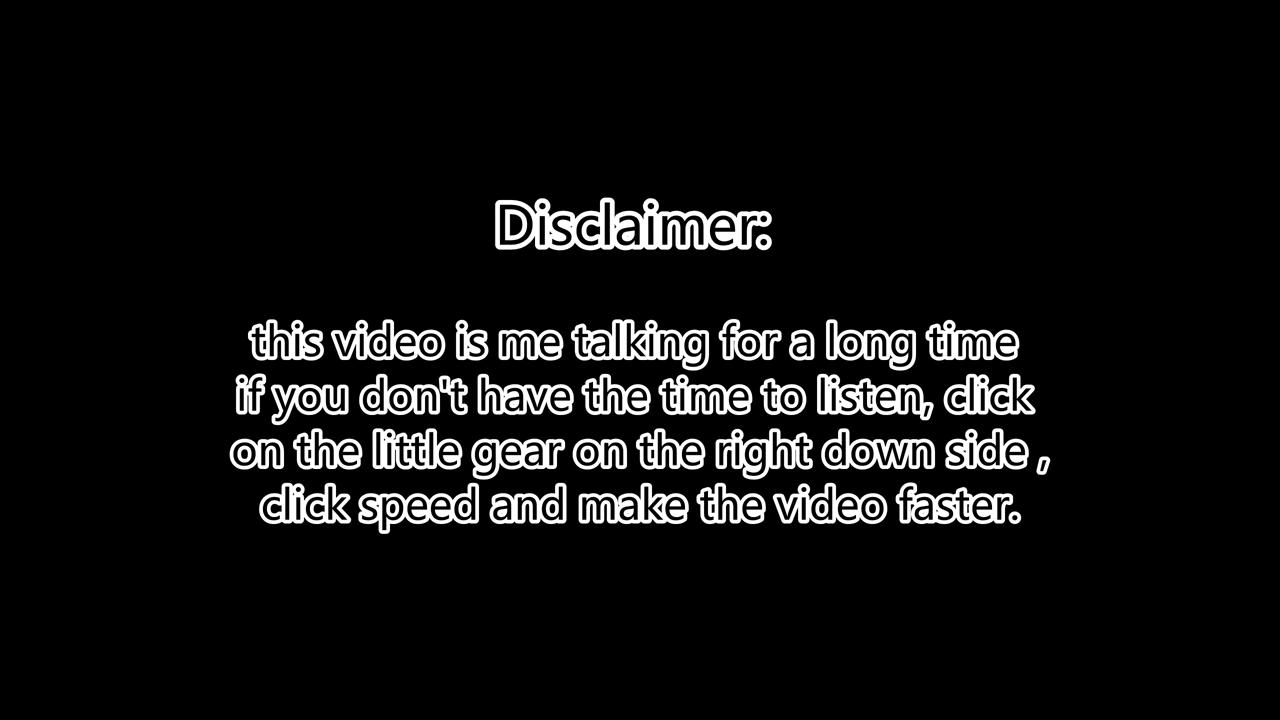 Disclaimer:
this video is me talking for a long time
if you don't have the time to listen, click
on the little gear on the right down side ,
click speed and make the video faster.